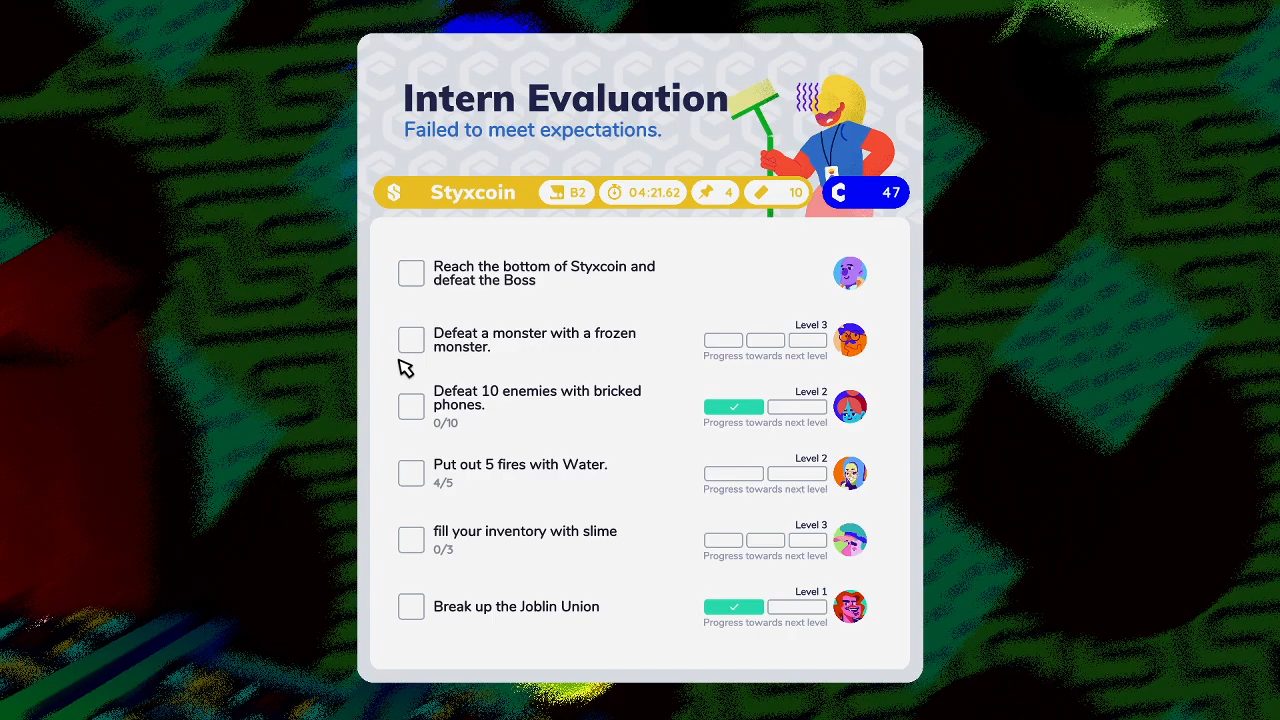 Intern Evaluation
Failed to meet expectations.
Styxcoin B2 04:21.62 4 10 47
Reach the bottom of Styxcoin and
defeat the Boss
Defeat a monster with a frozen
monster.
Level 3
Progress towards next level
Defeat 10 enemies with bricked
phones.
0/10
Level 2
Progress towards next level
Put out 5 fires with Water.
4/5
Level 2
Progress towards next level
fill your inventory with slime
0/3
Level 3
Progress towards next level
Break up the Joblin Union
Level 1
Progress towards next level